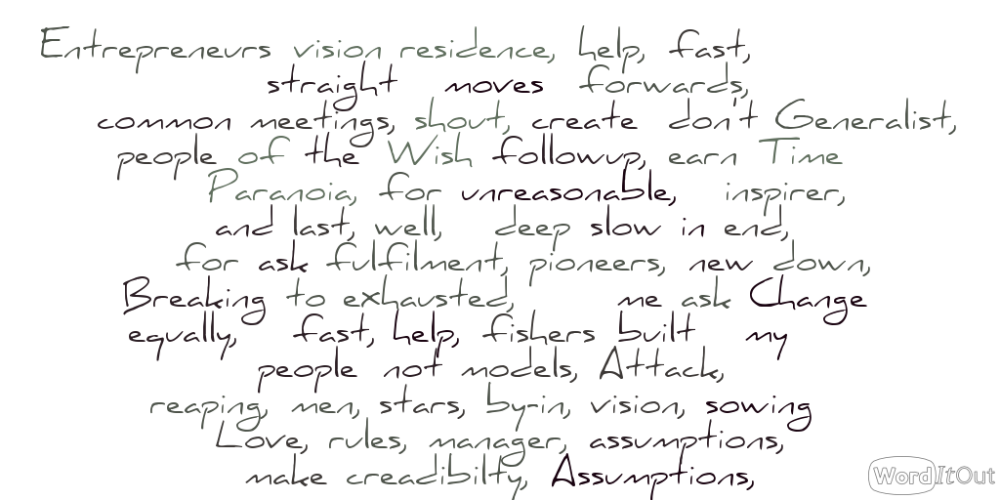 Entrepreneurs vision residence, help, fast,
straight moves forwards,
common meetings, shout, create don't Generalist,
people of the Wish followup, earn Time
Paranoia, for unreasonable, inspirer,
and last, well, deep slow in end,
for ask fulfilment, pioneers, new down,
Breaking to exhausted, me ask Change
equally, fast, help, fishers built my
people not models, Attack,
reaping, men, stars, by-in, vision, sowing
Love, rules, manager, assumptions,
make creadibilty, Assumptions,
WordItOut